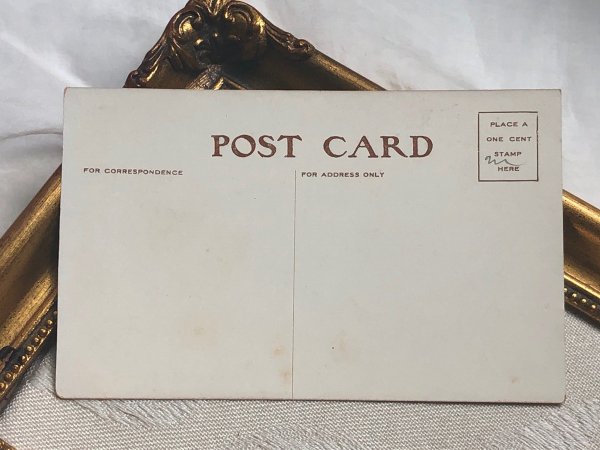 POST CARD
FOR CORRESPONDENCE
FOR ADDRESS ONLY
PLACE A
ONE CENT
STAMP
HERE